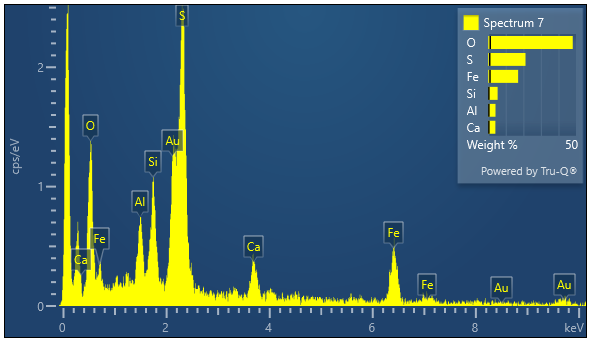 S
Spectrum 7
O
S
Fe
Si
Al
Ca
Weight % 50
Powered by Tru-Q®
2
cps/eV
O
Au
Si
1
Al
Fe
Ca
Ca
Fe
Fe
Au
Au
0
0 2 4 6 8 keV